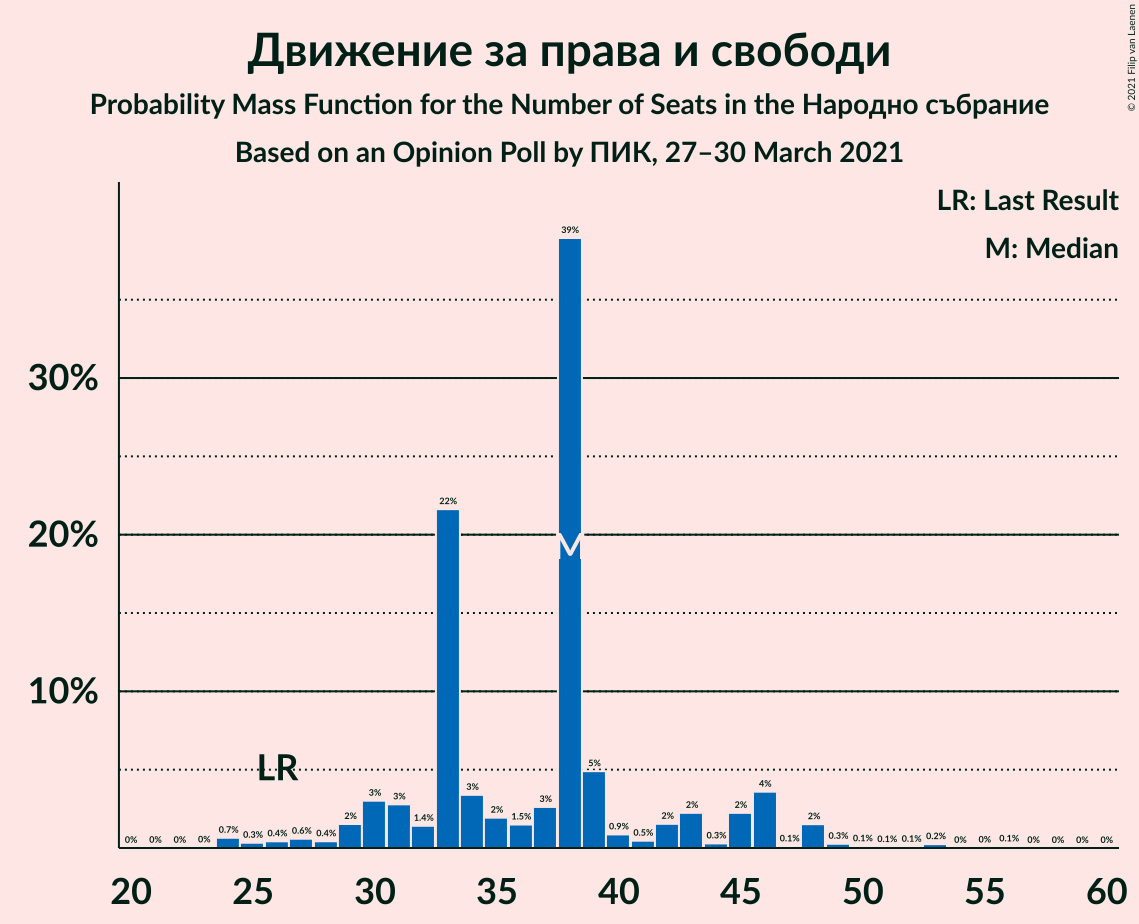 Движение за права и свободи
Probability Mass Function for the Number of Seats in the Народно събрание
Based on an Opinion Poll by ПИК, 27–30 March 2021
© 2021 Filip van Laenen
LR: Last Result
M: Median
39%
30%
22%
20%
M
10%
LR
0% 0% 0% 0% 0.7% 0.3% 0.4% 0.6% 0.4% 2% 3% 3% 1.4% 3% 2% 1.5% 3% 5% 0.9% 0.5% 2% 2% 0.3% 2% 4% 0.1% 2% 0.3% 0.1% 0.1% 0.1% 0.2% 0% 0% 0.1% 0% 0% 0% 0%
20 25 30 35 40 45 50 55 60